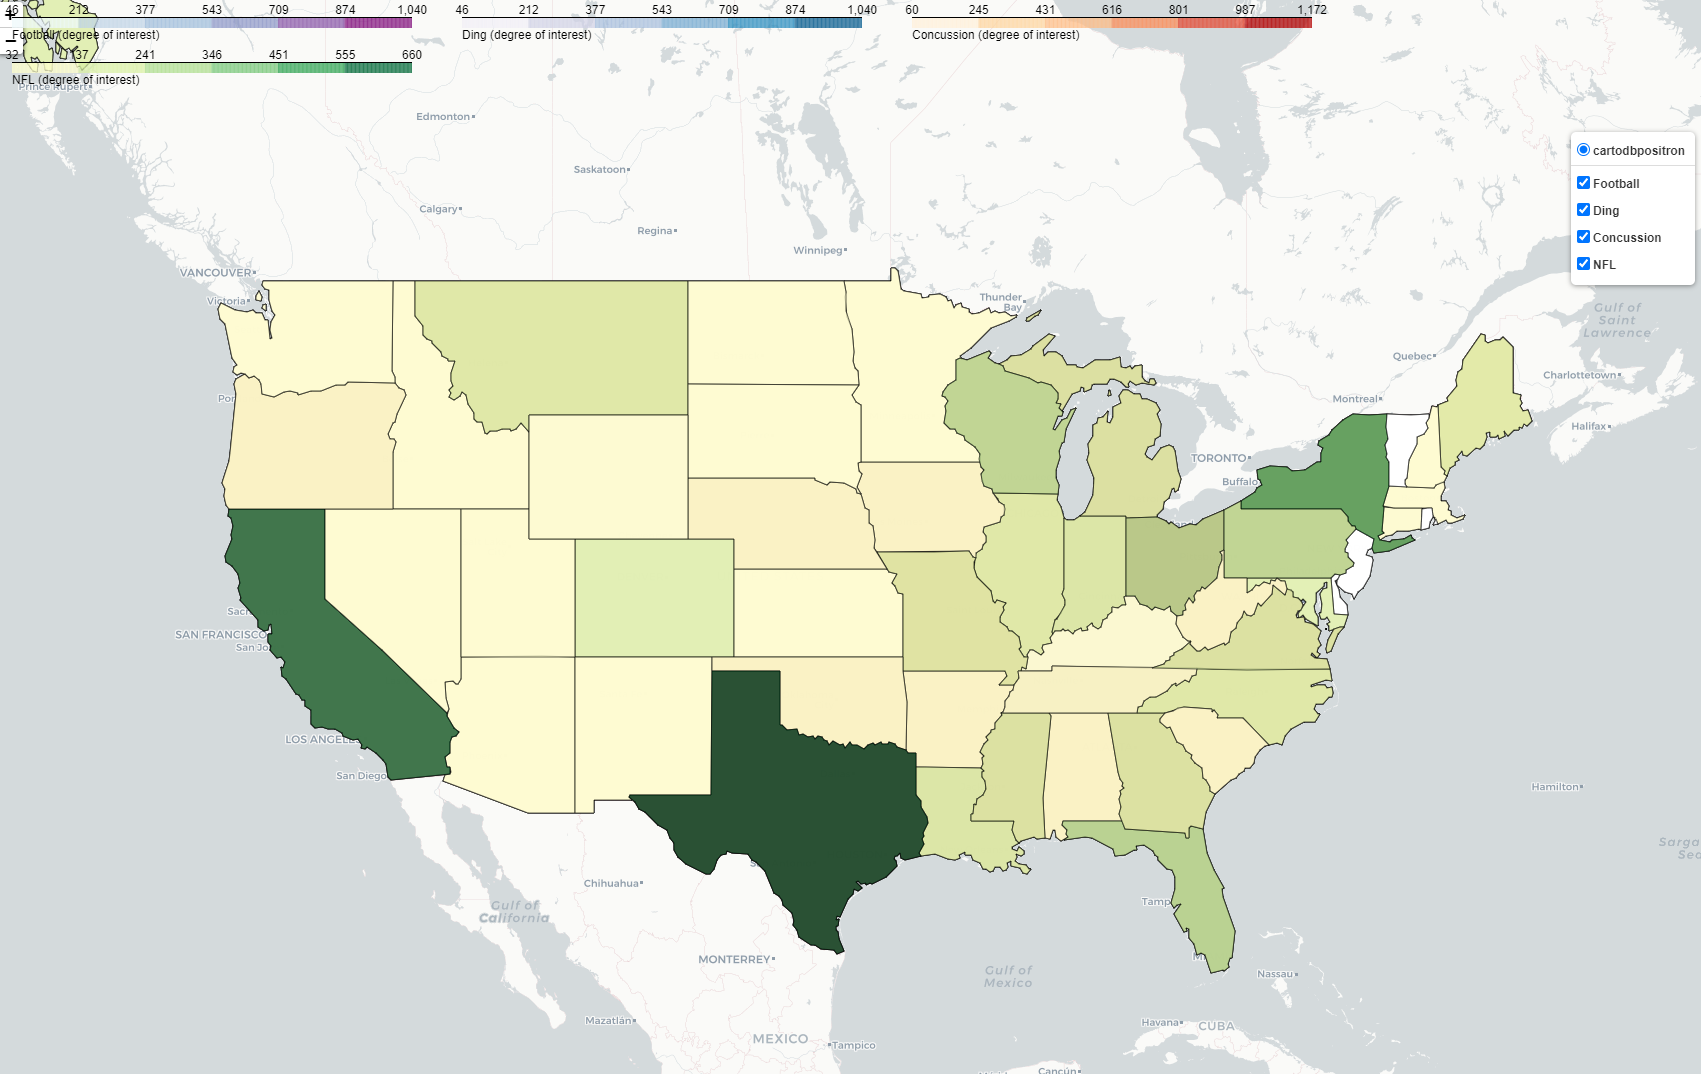 +
−
46 212 377 543 709 874 1,040
Football (degree of interest)
46 212 377 543 709 874 1,040
Ding (degree of interest)
60 245 431 616 801 987 1,172
Concussion (degree of interest)
32 137 241 346 451 555 660
NFL (degree of interest)
Prince Rupert
Edmonton
Saskatoon
Calgary
Regina
Winnipeg
cartodbpositron
Football
Ding
Concussion
NFL
VANCOUVER
Victoria
Thunder
Bay
Gulf of
Saint
Lawrence
Quebec
Charlottetown
Por
Montreal
Halifax
TORONTO
Buffalo
Sacr
SAN FRANCISCO
San Jo
LOS ANGELE
San Diego
Hamilton
Sarga
Sea
Chihuahua
Gulf of
California
Tamp
MONTERREY
Gulf of
Mexico
Nassau
Mazatlán
Havana
CUBA
MEXICO
Tampico
Cancún